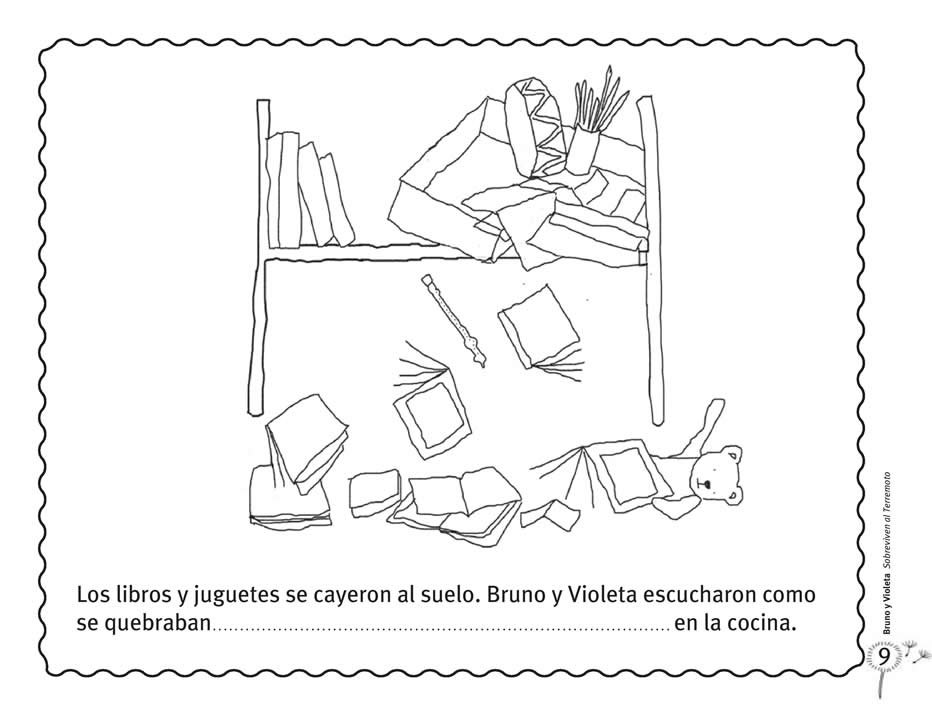 Los libros y juguetes se cayeron al suelo. Bruno y Violeta escucharon como
se quebraban........................................................................... en la cocina.
Bruno y Violeta Sobreviven al Terremoto
9